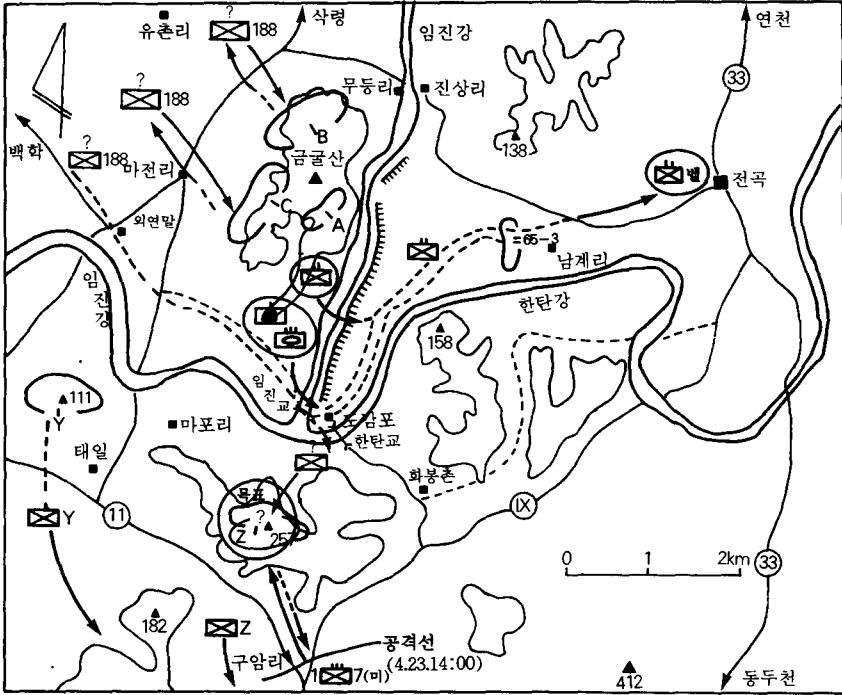 삭령
연천
?
188
유촌리
임진강
33
무등리
진상리
?
188
B
138
백학
?
188
마전리
금굴산
벨
전곡
C
A
외연말
65-3
남계리
임진강
한탄강
158
임진교
도감포
한탄교
111
Y
마포리
태일
?
화봉촌
목표
?
Z
257
Y
11
IX
0 1 2km
33
182
Z
구암리
공격선
(4.23.14:00)
1 7(미)
412
동두천